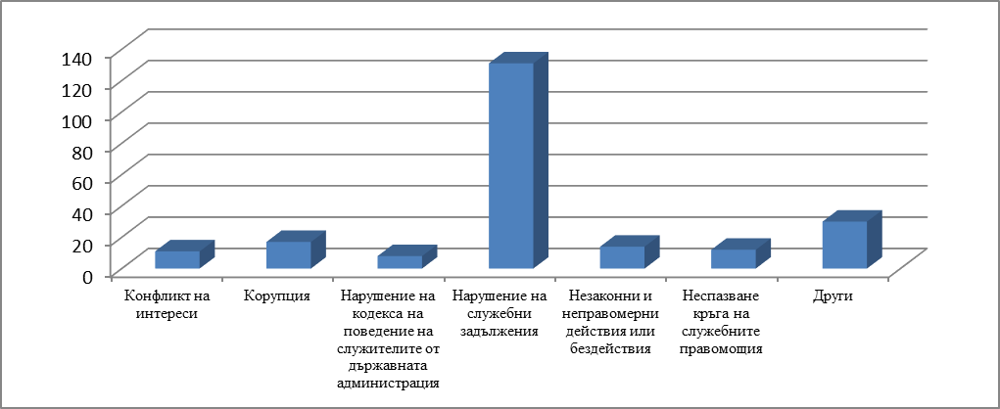 140
120
100
80
60
40
20
0
Конфликт на
интереси
Корупция
Нарушение на
кодекса на
поведение на
служителите от
държавната
администрация
Нарушение на
служебни
задължения
Незаконни и
неправомерни
действия или
бездействия
Неспазване
кръга на
служебните
правомощия
Други